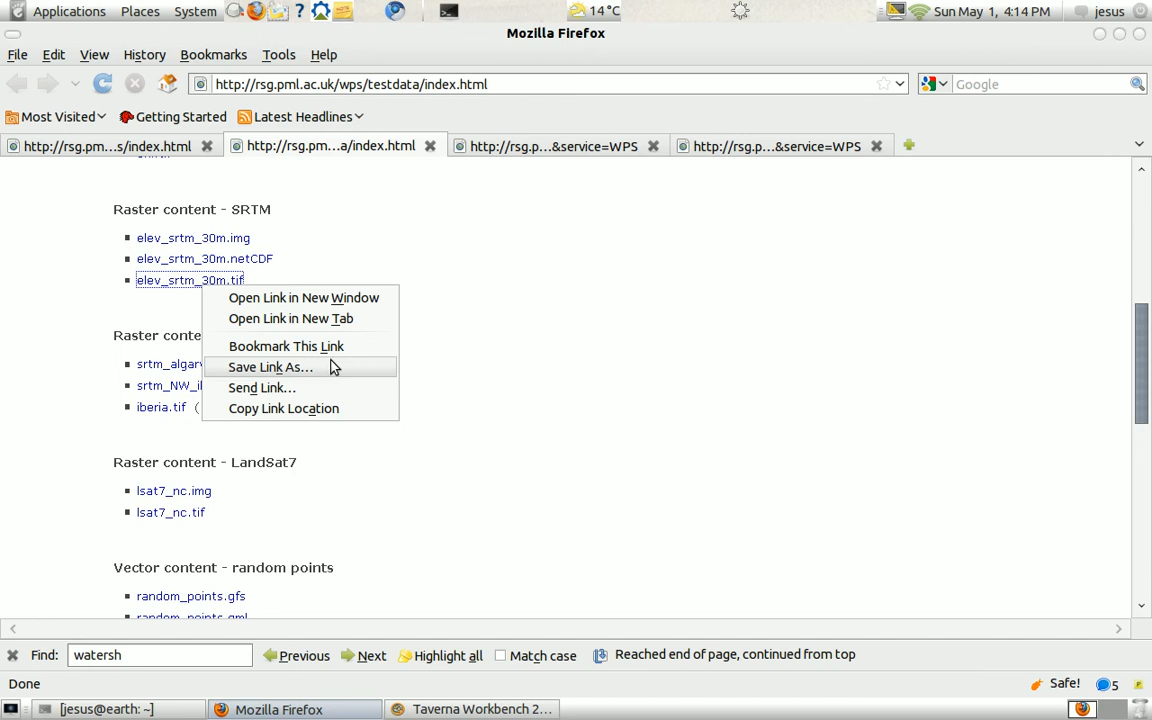 Applications Places System 14 °C Sun May 1, 4:14 PM jesus
Mozilla Firefox
File Edit View History Bookmarks Tools Help
http://rsg.pml.ac.uk/wps/testdata/index.html Google
Most Visited Getting Started Latest Headlines
http://rsg.pm...s/index.html http://rsg.pm...a/index.html http://rsg.p...&service=WPS http://rsg.p...&service=WPS
Raster content - SRTM
elev_srtm_30m.img
elev_srtm_30m.netCDF
elev_srtm_30m.tif
Open Link in New Window
Open Link in New Tab
Raster conte
Bookmark This Link
srtm_algar
Save Link As...
srtm_NW_i
Send Link...
iberia.tif (
Copy Link Location
Raster content - LandSat7
lsat7_nc.img
lsat7_nc.tif
Vector content - random points
random_points.gfs
random_points.gml
Find: watersh Previous Next Highlight all Match case Reached end of page, continued from top
Done Safe! 5
[jesus@earth: ~] Mozilla Firefox Taverna Workbench 2...